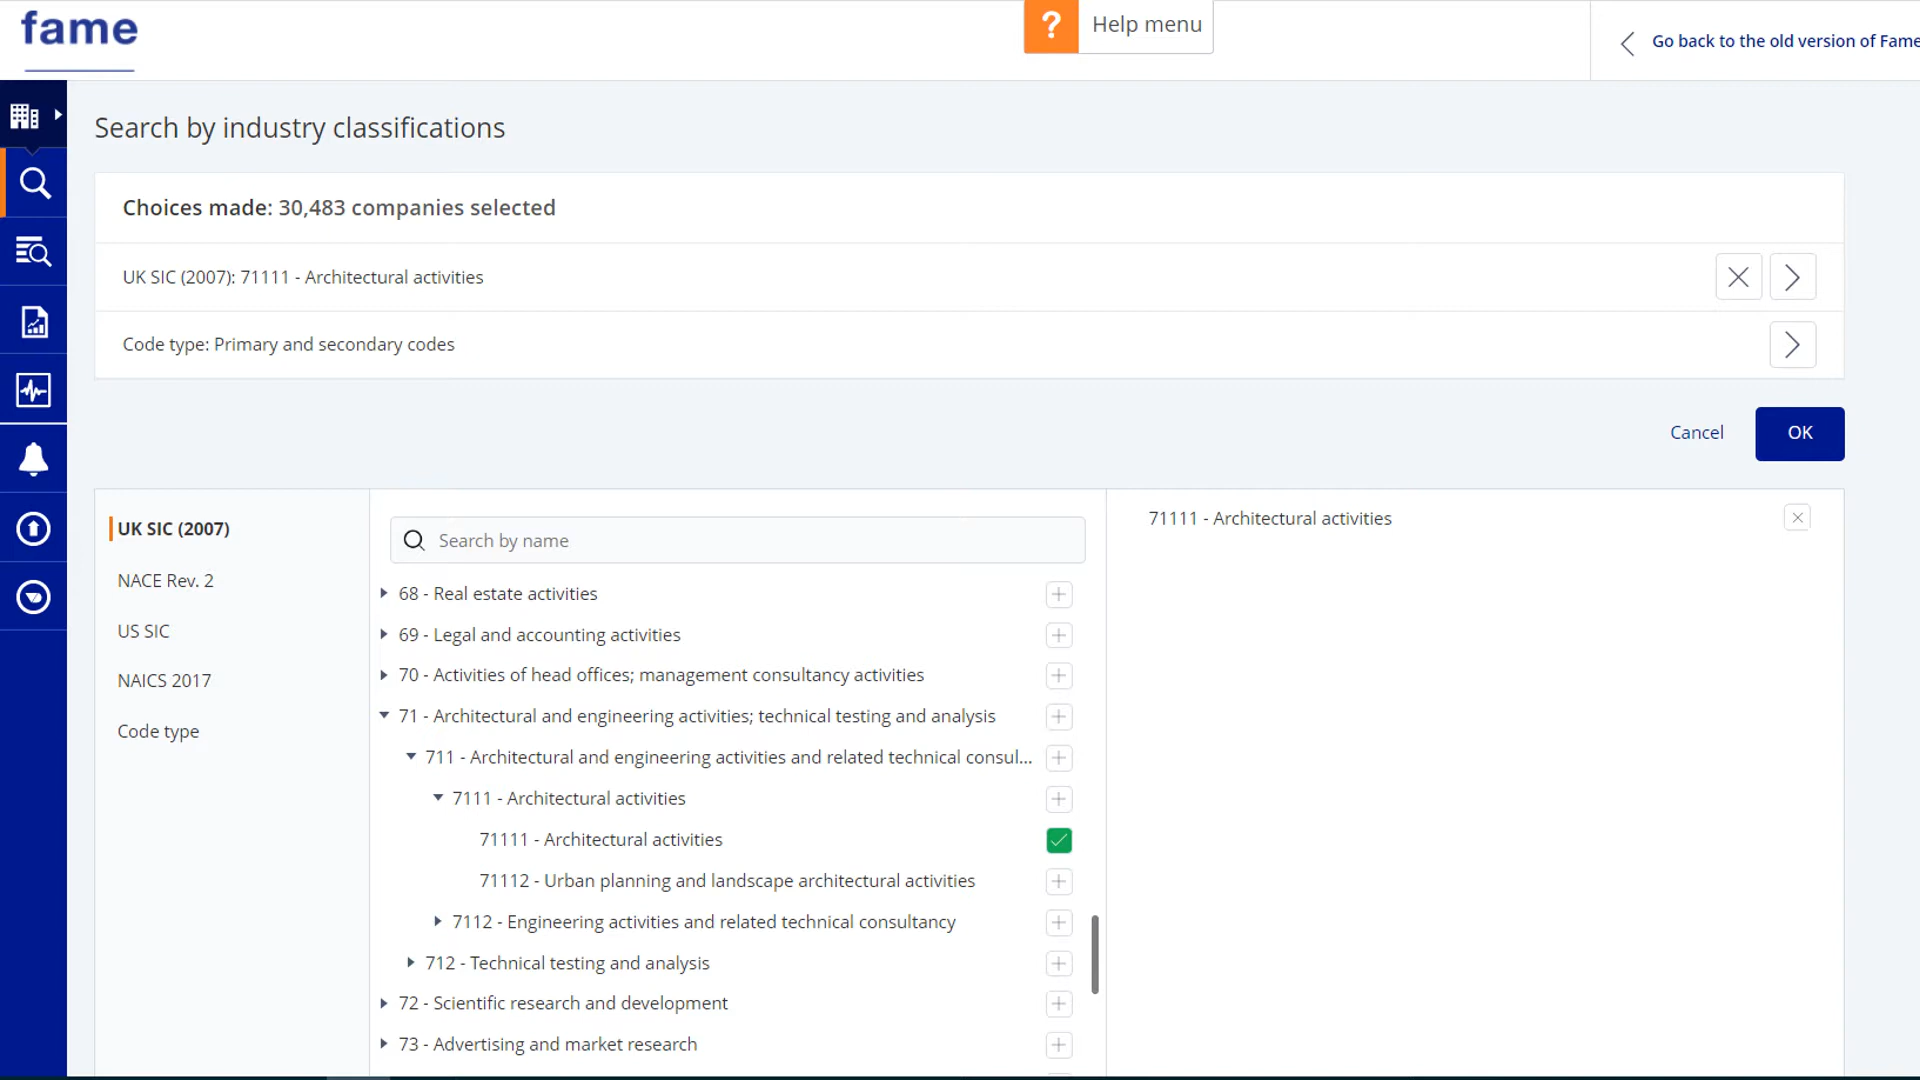 fame
? Help menu
Go back to the old version of Fame
Search by industry classifications
Choices made: 30,483 companies selected
UK SIC (2007): 71111 - Architectural activities
Code type: Primary and secondary codes
Cancel
OK
UK SIC (2007)
NACE Rev. 2
US SIC
NAICS 2017
Code type
Search by name
68 - Real estate activities
69 - Legal and accounting activities
70 - Activities of head offices; management consultancy activities
71 - Architectural and engineering activities; technical testing and analysis
711 - Architectural and engineering activities and related technical consul...
7111 - Architectural activities
71111 - Architectural activities
71112 - Urban planning and landscape architectural activities
7112 - Engineering activities and related technical consultancy
712 - Technical testing and analysis
72 - Scientific research and development
73 - Advertising and market research
71111 - Architectural activities